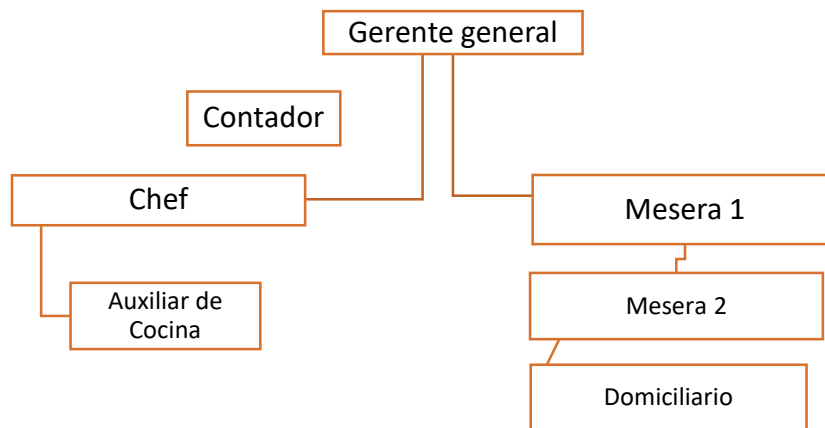 Gerente general
Contador
Chef
Mesera 1
Auxiliar de
Cocina
Mesera 2
Domiciliario